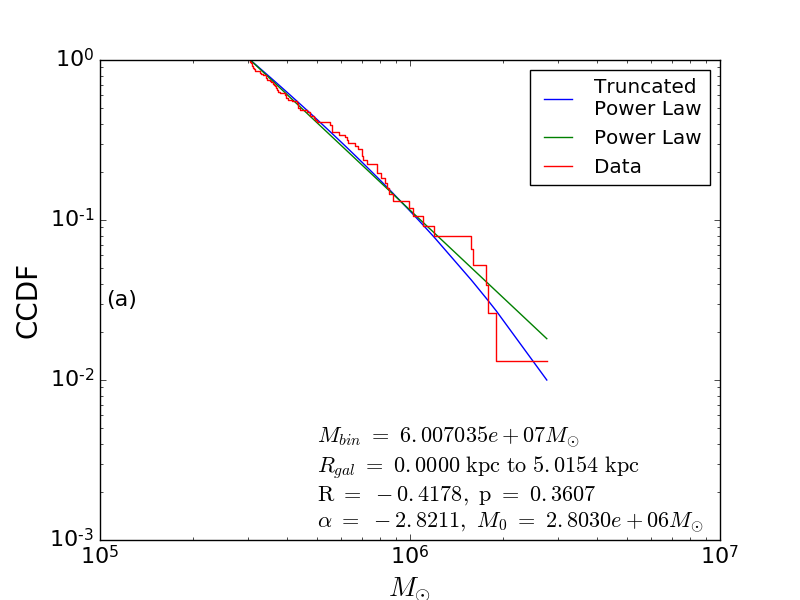 10^0
10^-1
10^-2
10^-3
10^5
10^6
10^7
CCDF
M_⊙
(a)
Truncated
Power Law
Power Law
Data
M_bin = 6.007035e+07M_⊙
R_gal = 0.0000 kpc to 5.0154 kpc
R = −0.4178, p = 0.3607
α = −2.8211, M_0 = 2.8030e+06M_⊙